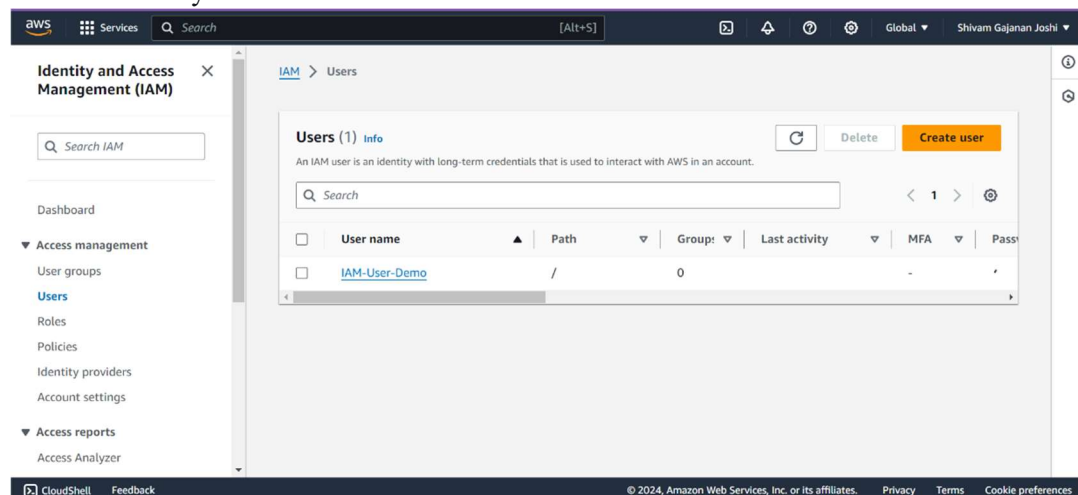 aws Services Search [Alt+S] Global Shivam Gajanan Joshi
Identity and Access
Management (IAM)
Search IAM
Dashboard
Access management
User groups
Users
Roles
Policies
Identity providers
Account settings
Access reports
Access Analyzer
IAM > Users
Users (1) Info
Delete
Create user
An IAM user is an identity with long-term credentials that is used to interact with AWS in an account.
Search
< 1 >
User name Path Group: Last activity MFA
IAM-User-Demo / 0 -
CloudShell Feedback © 2024, Amazon Web Services, Inc. or its affiliates. Privacy Terms Cookie preferences